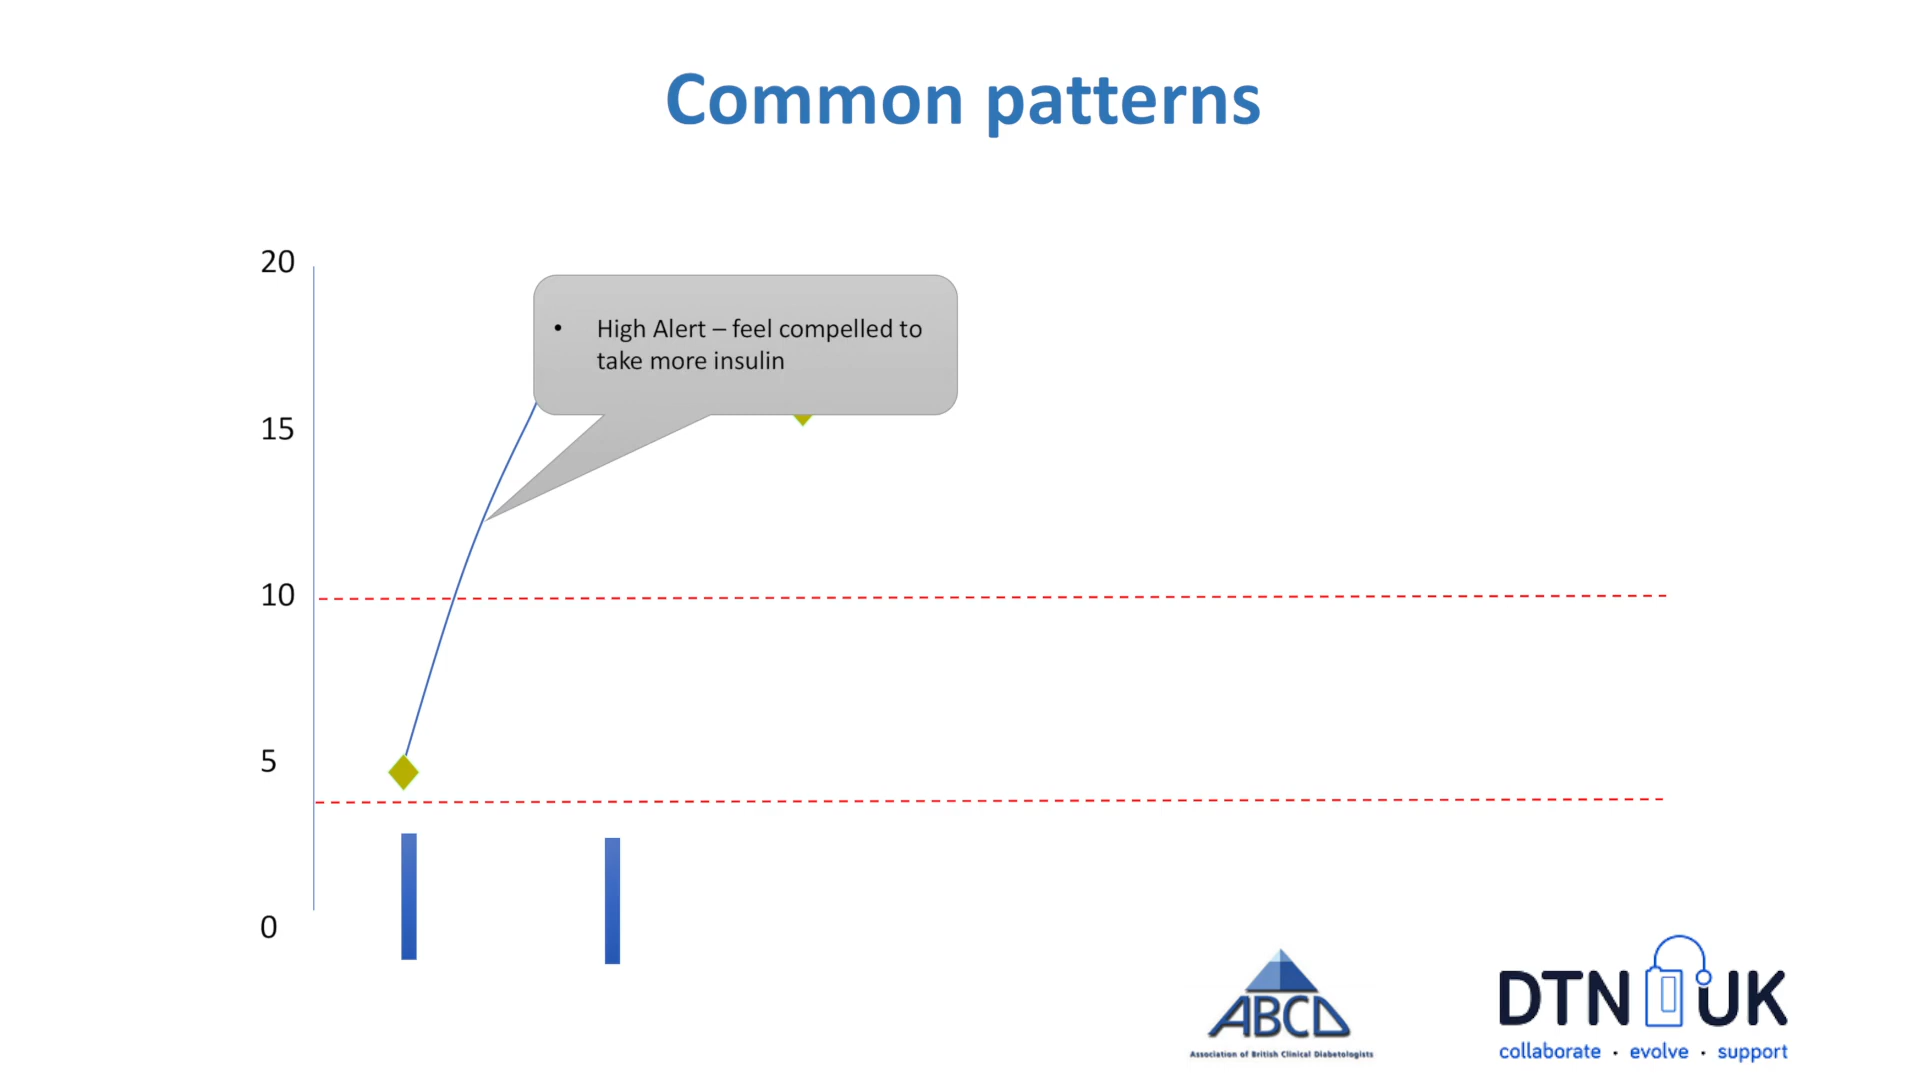 Common patterns
20
• High Alert – feel compelled to
take more insulin
15
10
5
0
ABCD
Association of British Clinical Diabetologists
DTN UK
collaborate · evolve · support